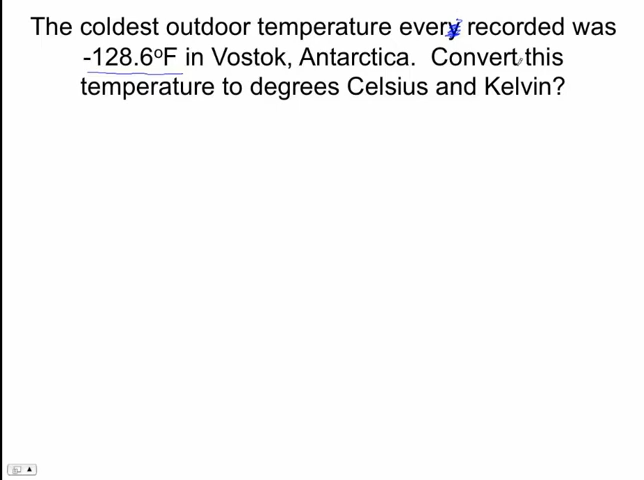 The coldest outdoor temperature every recorded was
-128.6ºF in Vostok, Antarctica. Convert this
temperature to degrees Celsius and Kelvin?